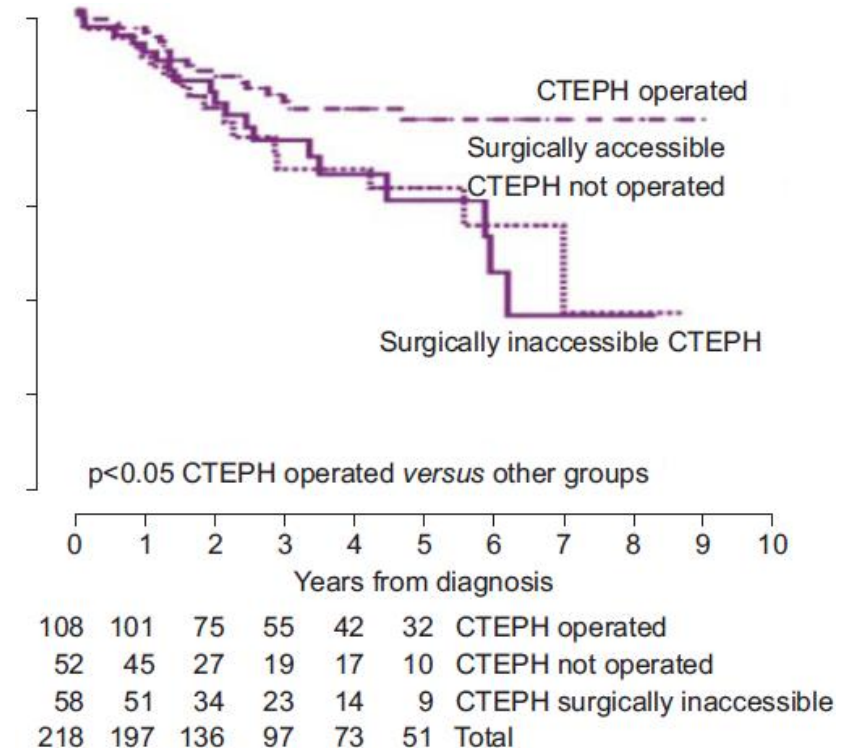 CTEPH operated
Surgically accessible
CTEPH not operated
Surgically inaccessible CTEPH
p<0.05 CTEPH operated versus other groups
0 1 2 3 4 5 6 7 8 9 10
Years from diagnosis
108 101 75 55 42 32 CTEPH operated
52 45 27 19 17 10 CTEPH not operated
58 51 34 23 14 9 CTEPH surgically inaccessible
218 197 136 97 73 51 Total